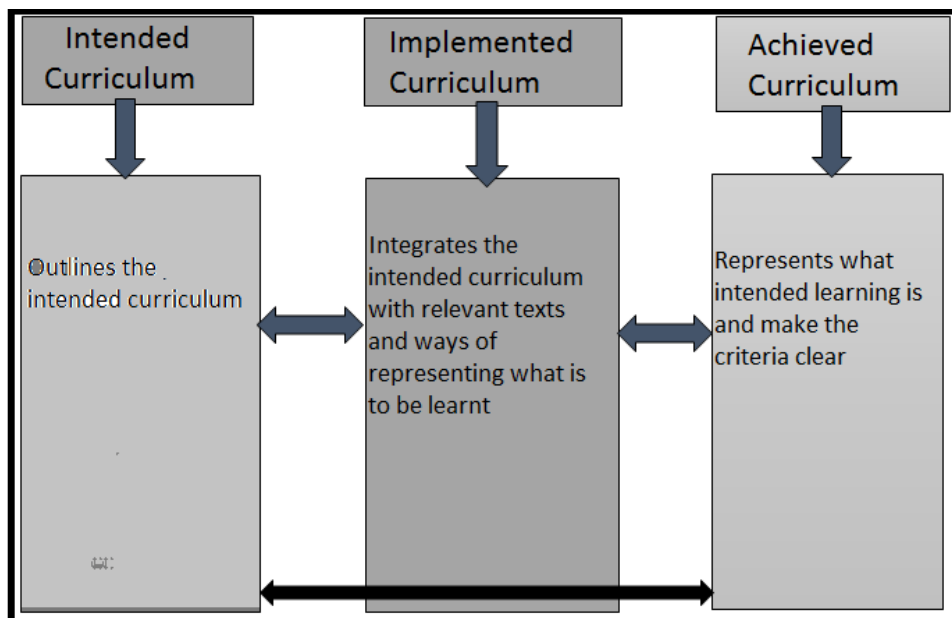 Intended
Curriculum
Implemented
Curriculum
Achieved
Curriculum
Outlines the
intended curriculum
Integrates the
intended curriculum
with relevant texts
and ways of
representing what is
to be learnt
Represents what
intended learning is
and make the
criteria clear